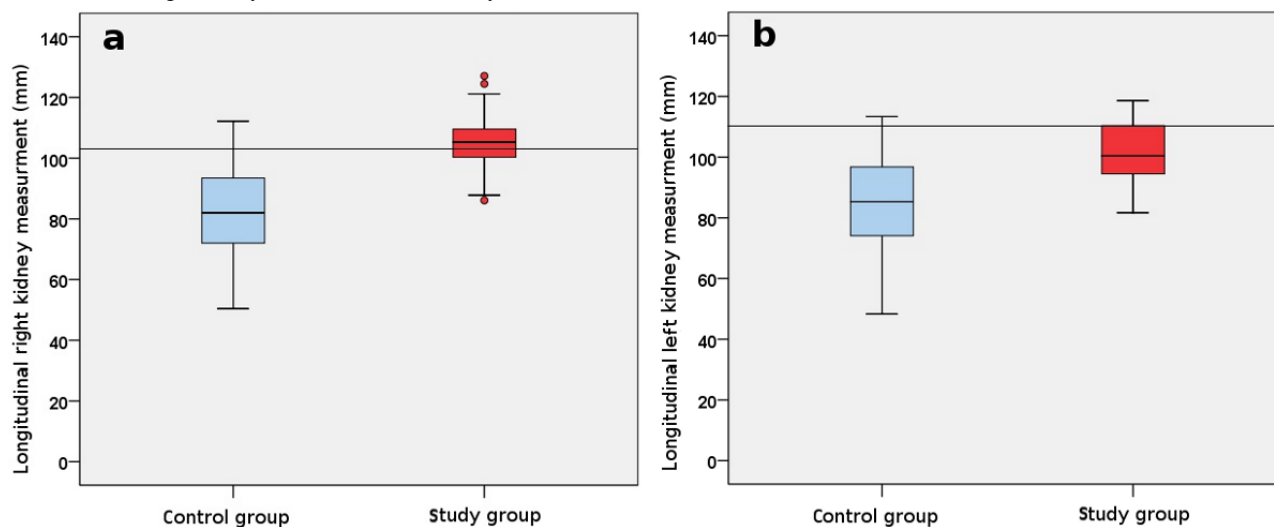 a
Longitudinal right kidney measurment (mm)
140
120
100
80
60
40
20
0
Control group
Study group
b
Longitudinal left kidney measurment (mm)
140
120
100
80
60
40
20
0
Control group
Study group